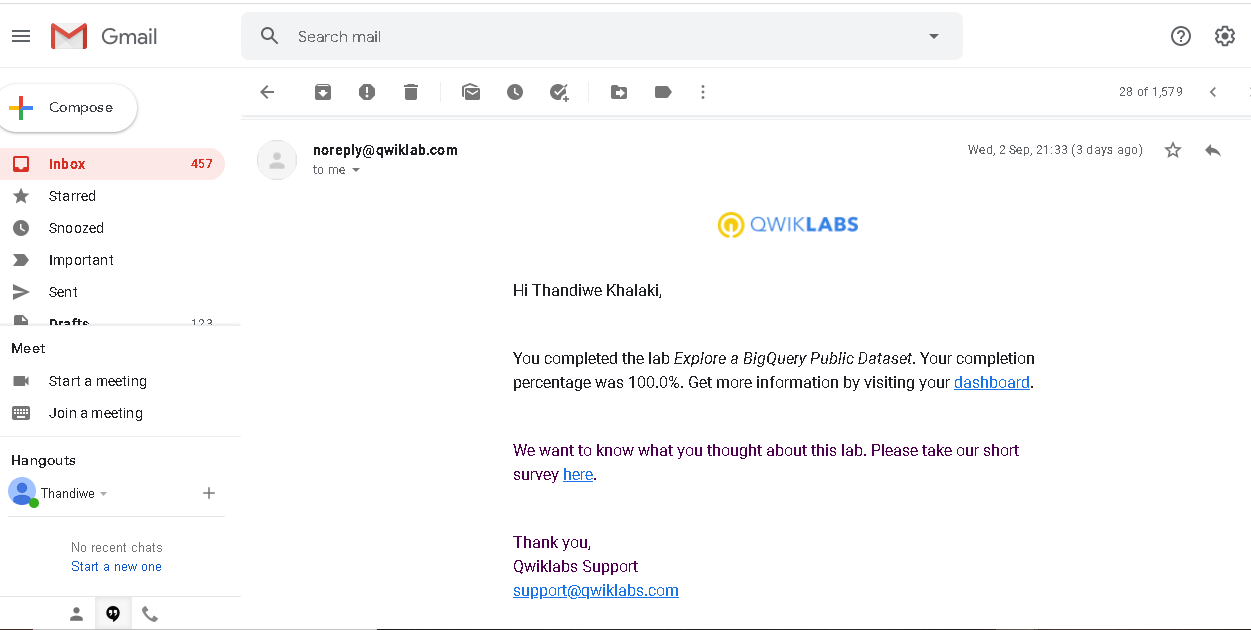 Gmail
Search mail
Compose
28 of 1,579
Inbox 457
Starred
Snoozed
Important
Sent
Drafts 123
Meet
Start a meeting
Join a meeting
Hangouts
Thandiwe
No recent chats
Start a new one
noreply@qwiklab.com
Wed, 2 Sep, 21:33 (3 days ago)
to me
QWIKLABS
Hi Thandiwe Khalaki,
You completed the lab Explore a BigQuery Public Dataset. Your completion
percentage was 100.0%. Get more information by visiting your dashboard.
We want to know what you thought about this lab. Please take our short
survey here.
Thank you,
Qwiklabs Support
support@qwiklabs.com